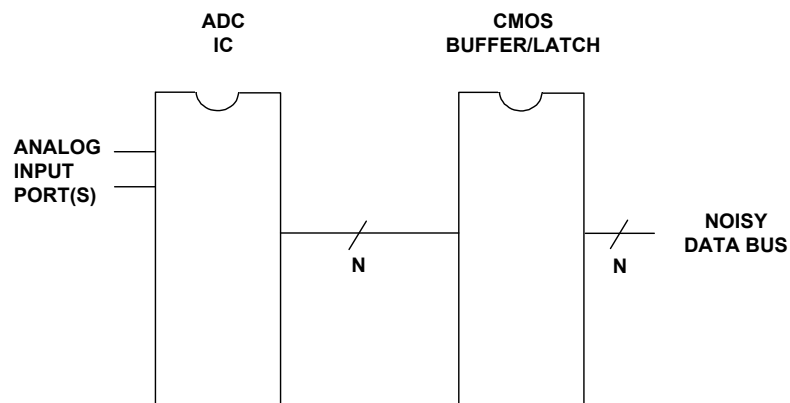 ADC
IC
CMOS
BUFFER/LATCH
ANALOG
INPUT
PORT(S)
N
N
NOISY
DATA BUS